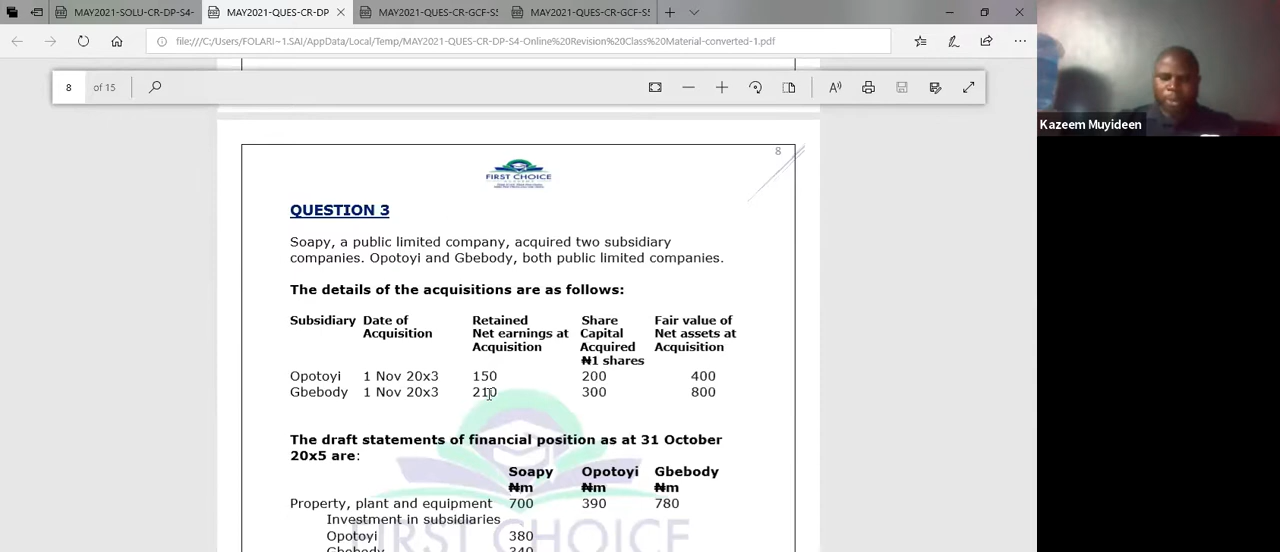 MAY2021-SOLU-CR-DP-S4-
MAY2021-QUES-CR-DP
MAY2021-QUES-CR-GCF-S5
MAY2021-QUES-CR-GCF-S5
file:///C:/Users/FOLARI~1.SAI/AppData/Local/Temp/MAY2021-QUES-CR-DP-S4-Online%20Revision%20Class%20Material-converted-1.pdf
8 of 15
Kazeem Muyideen
8
FIRST CHOICE
QUESTION 3
Soapy, a public limited company, acquired two subsidiary
companies. Opotoyi and Gbebody, both public limited companies.
The details of the acquisitions are as follows:
Subsidiary Date of Retained Share Fair value of
Acquisition Net earnings at Capital Net assets at
Acquisition Acquired Acquisition
₦1 shares
Opotoyi 1 Nov 20x3 150 200 400
Gbebody 1 Nov 20x3 210 300 800
The draft statements of financial position as at 31 October
20x5 are:
Soapy Opotoyi Gbebody
₦m ₦m ₦m
Property, plant and equipment 700 390 780
Investment in subsidiaries
Opotoyi 380
Gbebody 340
FIRST CHOICE